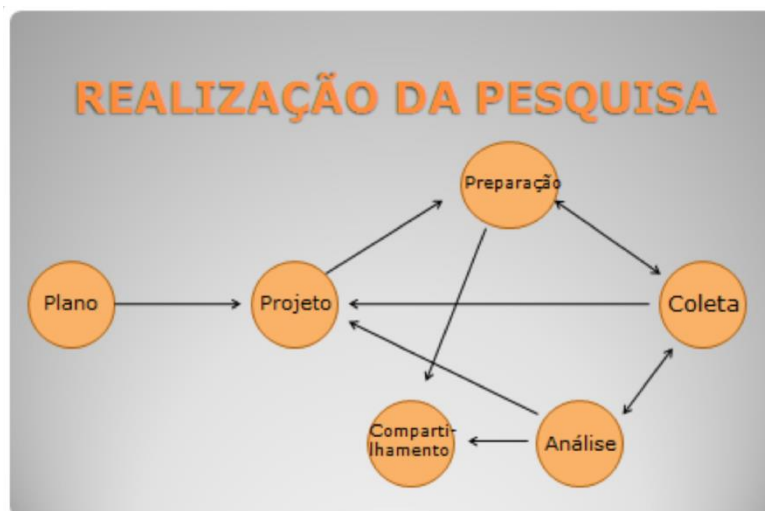 REALIZAÇÃO DA PESQUISA
Preparação
Plano
Projeto
Coleta
Comparti-
lhamento
Análise